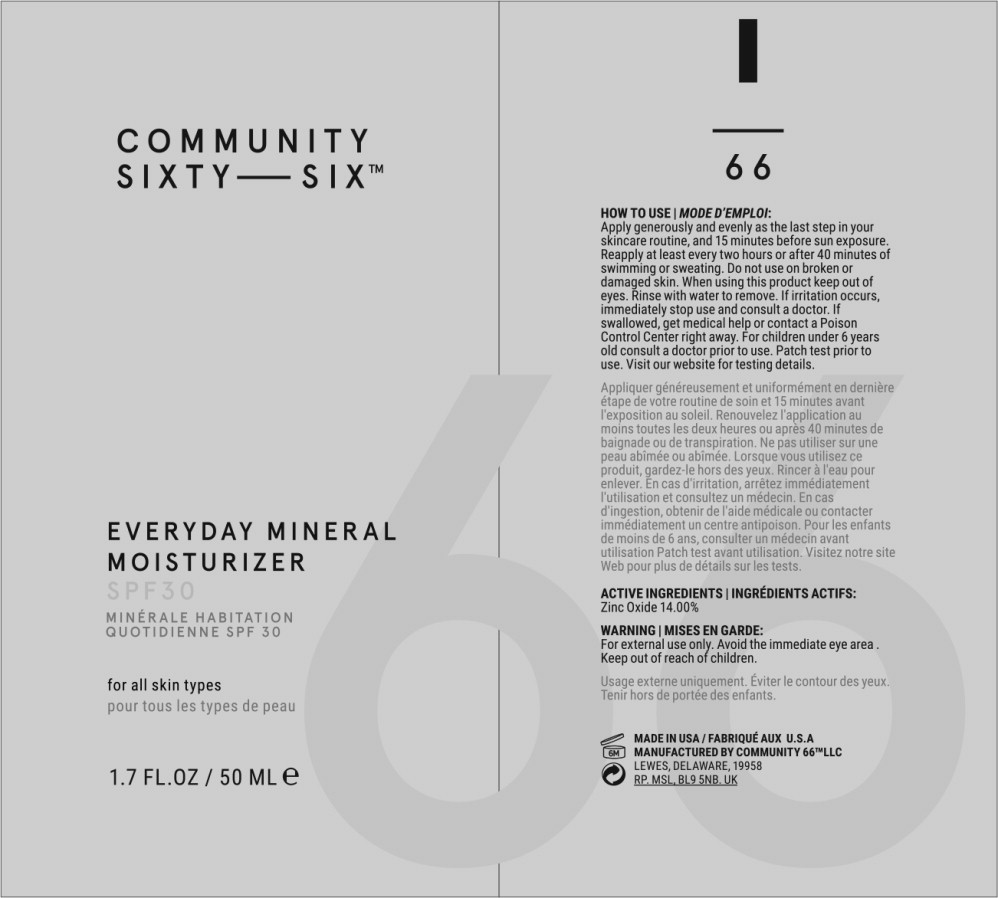 COMMUNITY
SIXTY—SIX™
EVERYDAY MINERAL
MOISTURIZER
SPF30
MINÉRALE HABITATION
QUOTIDIENNE SPF 30
for all skin types
pour tous les types de peau
1.7 FL.OZ / 50 ML ℮
66
66
HOW TO USE | MODE D'EMPLOI:
Apply generously and evenly as the last step in your
skincare routine, and 15 minutes before sun exposure.
Reapply at least every two hours or after 40 minutes of
swimming or sweating. Do not use on broken or
damaged skin. When using this product keep out of
eyes. Rinse with water to remove. If irritation occurs,
immediately stop use and consult a doctor. If
swallowed, get medical help or contact a Poison
Control Center right away. For children under 6 years
old consult a doctor prior to use. Patch test prior to
use. Visit our website for testing details.
Appliquer généreusement et uniformément en dernière
étape de votre routine de soin et 15 minutes avant
l'exposition au soleil. Renouvelez l'application au
moins toutes les deux heures ou après 40 minutes de
baignade ou de transpiration. Ne pas utiliser sur une
peau abîmée ou abîmée. Lorsque vous utilisez ce
produit, gardez-le hors des yeux. Rincer à l'eau pour
enlever. En cas d'irritation, arrêtez immédiatement
l'utilisation et consultez un médecin. En cas
d'ingestion, obtenir de l'aide médicale ou contacter
immédiatement un centre antipoison. Pour les enfants
de moins de 6 ans, consulter un médecin avant
utilisation Patch test avant utilisation. Visitez notre site
Web pour plus de détails sur les tests.
ACTIVE INGREDIENTS | INGRÉDIENTS ACTIFS:
Zinc Oxide 14.00%
WARNING | MISES EN GARDE:
For external use only. Avoid the immediate eye area .
Keep out of reach of children.
Usage externe uniquement. Éviter le contour des yeux.
Tenir hors de portée des enfants.
6M
MADE IN USA / FABRIQUÉ AUX U.S.A
MANUFACTURED BY COMMUNITY 66™LLC
LEWES, DELAWARE, 19958
RP. MSL, BL9 5NB. UK